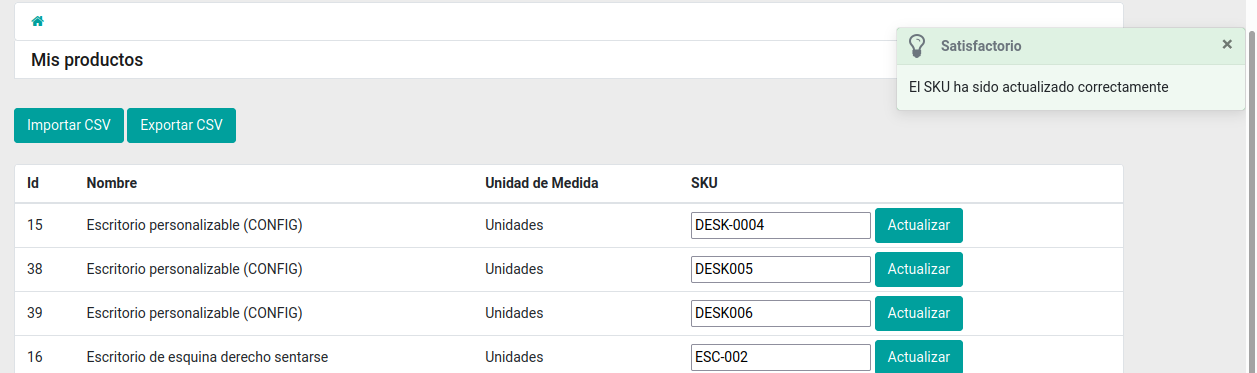 Mis productos
Satisfactorio ×
El SKU ha sido actualizado correctamente
Importar CSV Exportar CSV
Id Nombre Unidad de Medida SKU
15 Escritorio personalizable (CONFIG) Unidades DESK-0004 Actualizar
38 Escritorio personalizable (CONFIG) Unidades DESK005 Actualizar
39 Escritorio personalizable (CONFIG) Unidades DESK006 Actualizar
16 Escritorio de esquina derecho sentarse Unidades ESC-002 Actualizar